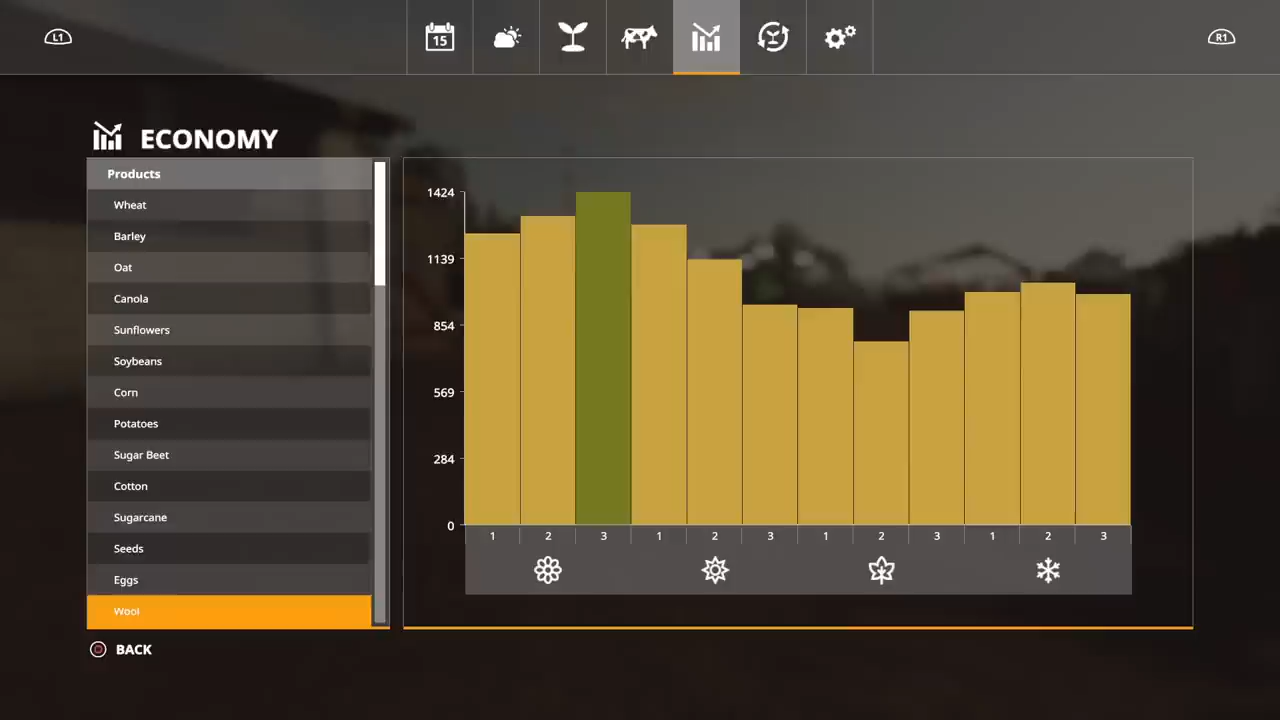 L1
15
R1
ECONOMY
Products
Wheat
Barley
Oat
Canola
Sunflowers
Soybeans
Corn
Potatoes
Sugar Beet
Cotton
Sugarcane
Seeds
Eggs
Wool
BACK
1424
1139
854
569
284
0
1 2 3 1 2 3 1 2 3 1 2 3